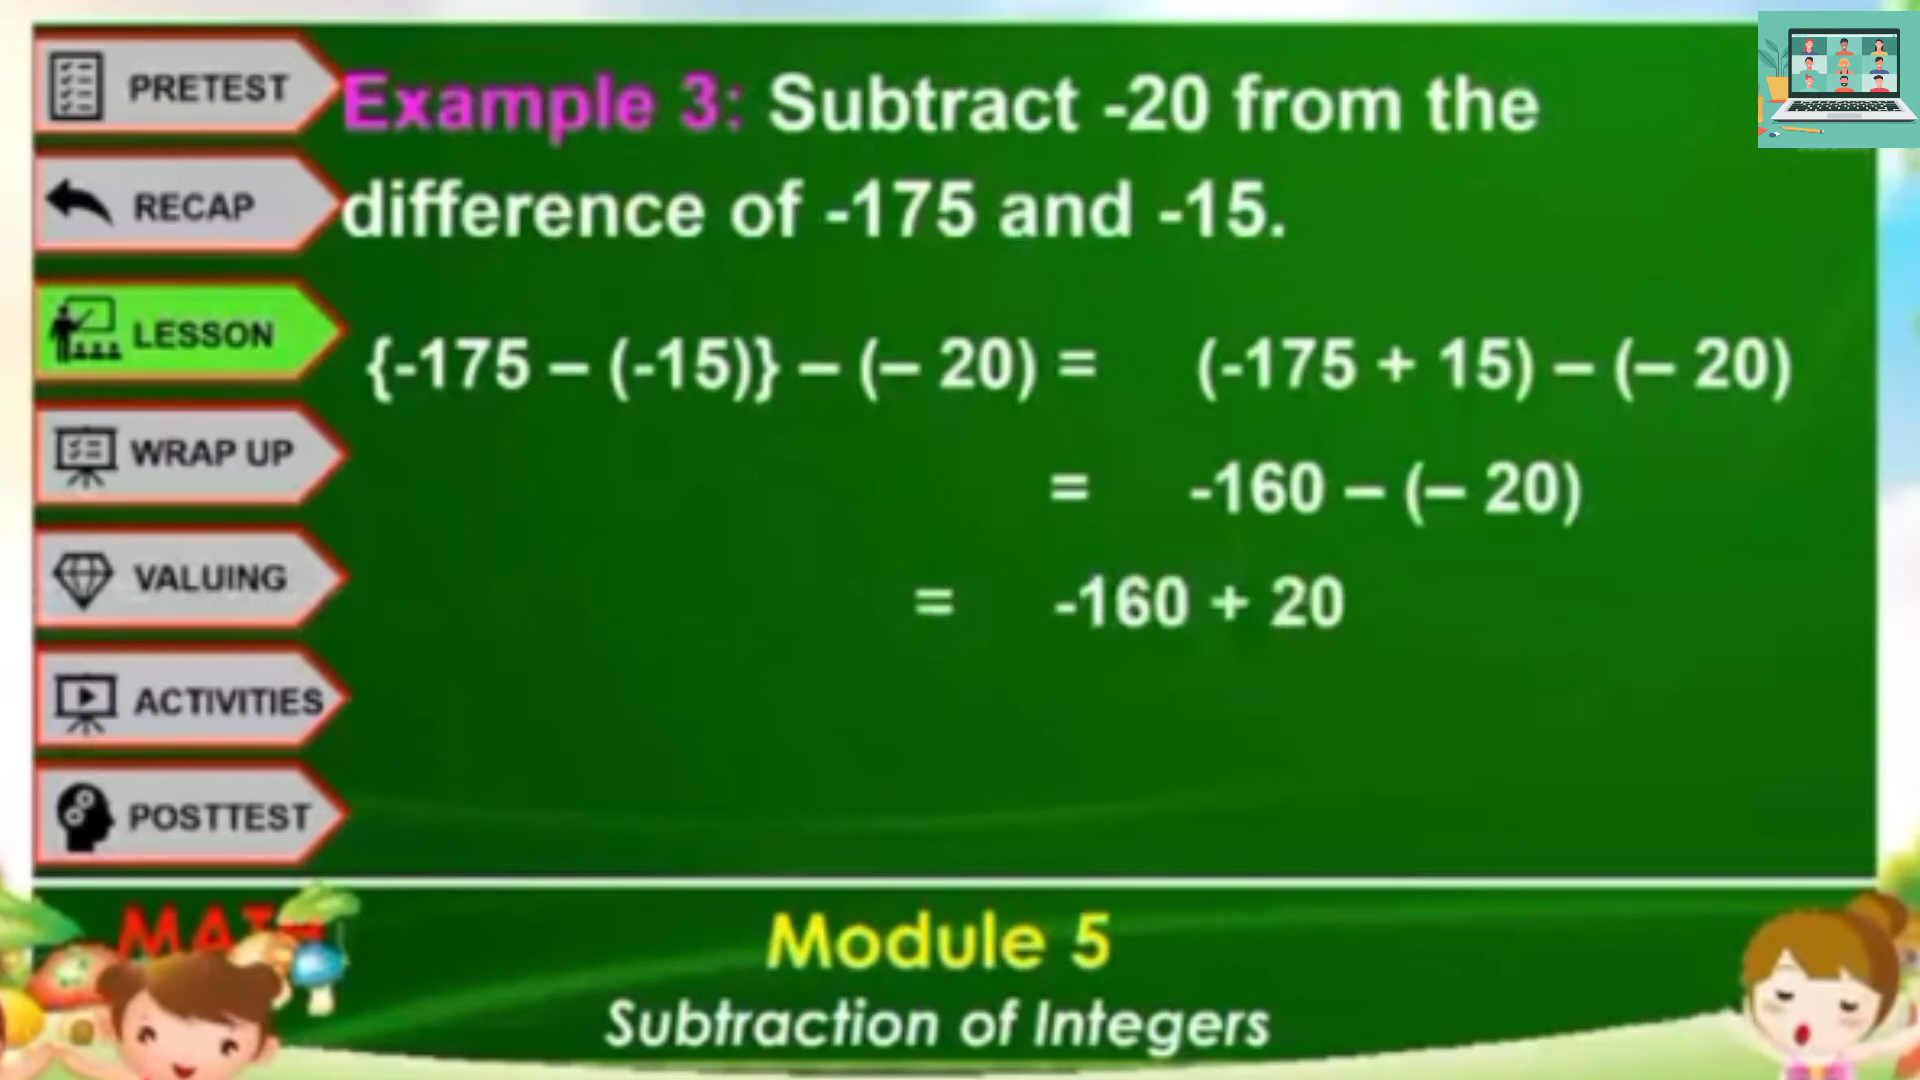 PRETEST
RECAP
LESSON
WRAP UP
VALUING
ACTIVITIES
POSTTEST
Example 3: Subtract -20 from the
difference of -175 and -15.
{-175 – (-15)} – (– 20) = (-175 + 15) – (– 20)
= -160 – (– 20)
= -160 + 20
MATH
Module 5
Subtraction of Integers